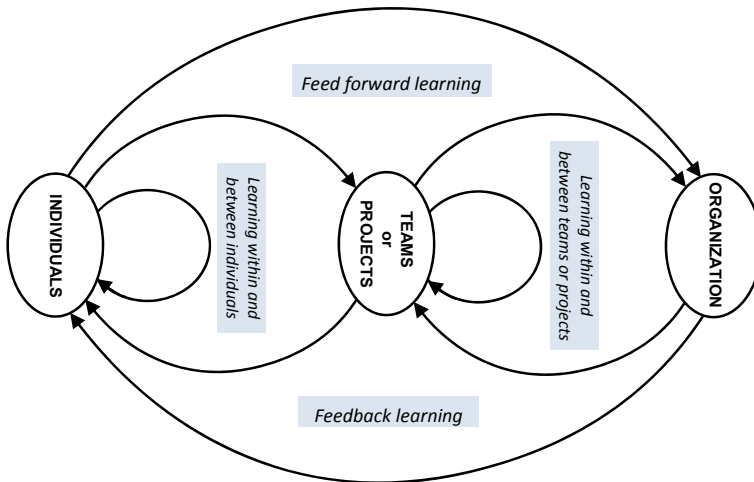 Feed forward learning
INDIVIDUALS
Learning within and
between individuals
TEAMS
or
PROJECTS
Learning within and
between teams or projects
ORGANIZATION
Feedback learning